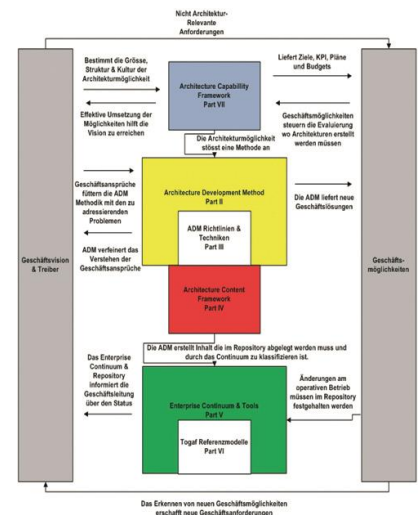 Nicht Architektur-
Relevante
Anforderungen
Bestimmt die Grösse,
Struktur & Kultur der
Architekturmöglichkeit
Effektive Umsetzung der
Möglichkeiten hilft die
Vision zu erreichen
Architecture Capability
Framework
Part VII
Liefert Ziele, KPI, Pläne
und Budgets
Geschäftsmöglichkeiten
steuern die Evaluierung
wo Architekturen erstellt
werden müssen
Die Architekturmöglichkeit
stösst eine Methode an
Geschäftsansprüche
füttern die ADM
Methodik mit den zu
adressierenden
Problemen
ADM verfeinert das
Verstehen der
Geschäftsansprüche
Architecture Development Method
Part II
ADM Richtlinien &
Techniken
Part III
Die ADM liefert neue
Geschäftslösungen
Geschäftsvision
& Treiber
Geschäfts-
möglichkeiten
Architecture Content
Framework
Part IV
Die ADM erstellt Inhalt die im Repository abgelegt werden muss und
durch das Continuum zu klassifizieren ist.
Das Enterprise
Continuum &
Repository
informiert die
Geschäftsleitung
über den Status
Enterprise Continuum & Tools
Part V
Togaf Referenzmodelle
Part VI
Änderungen am
operativen Betrieb
müssen im Repository
festgehalten werden
Das Erkennen von neuen Geschäftsmöglichkeiten
erschafft neue Geschäftsanforderungen